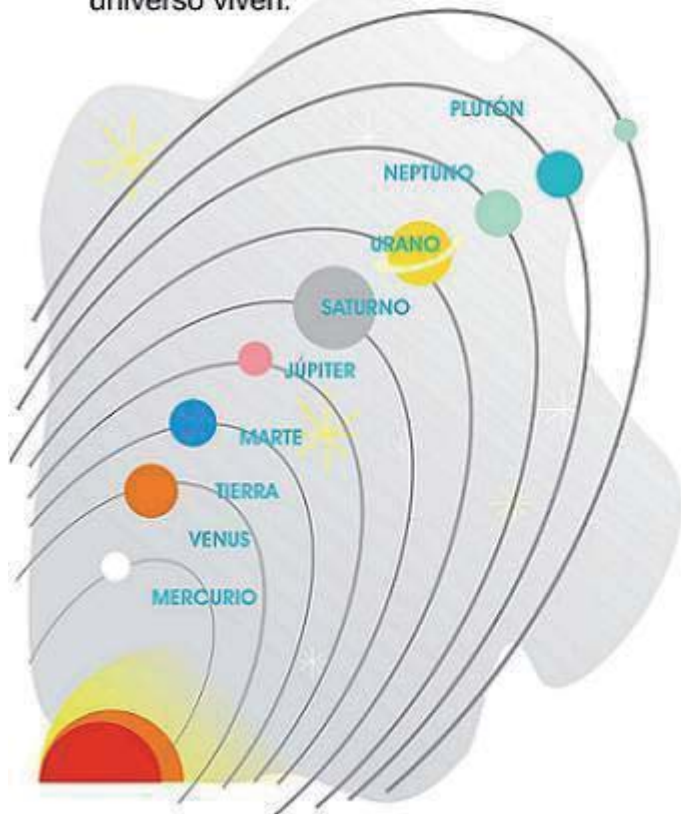 universo viven.
PLUTÓN
NEPTUNO
URANO
SATURNO
JÚPITER
MARTE
TIERRA
VENUS
MERCURIO